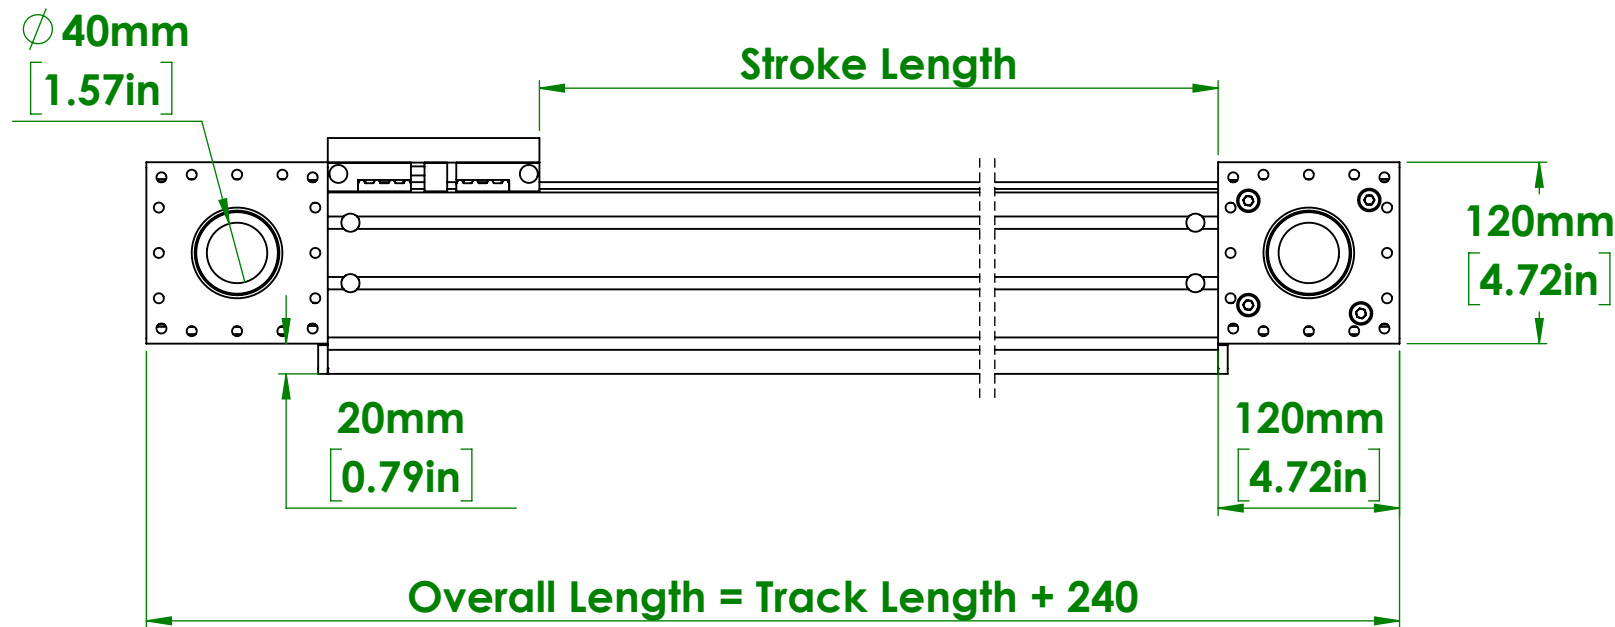 ∅ 40mm
[1.57in]
Stroke Length
120mm
[4.72in]
20mm
[0.79in]
120mm
[4.72in]
Overall Length = Track Length + 240